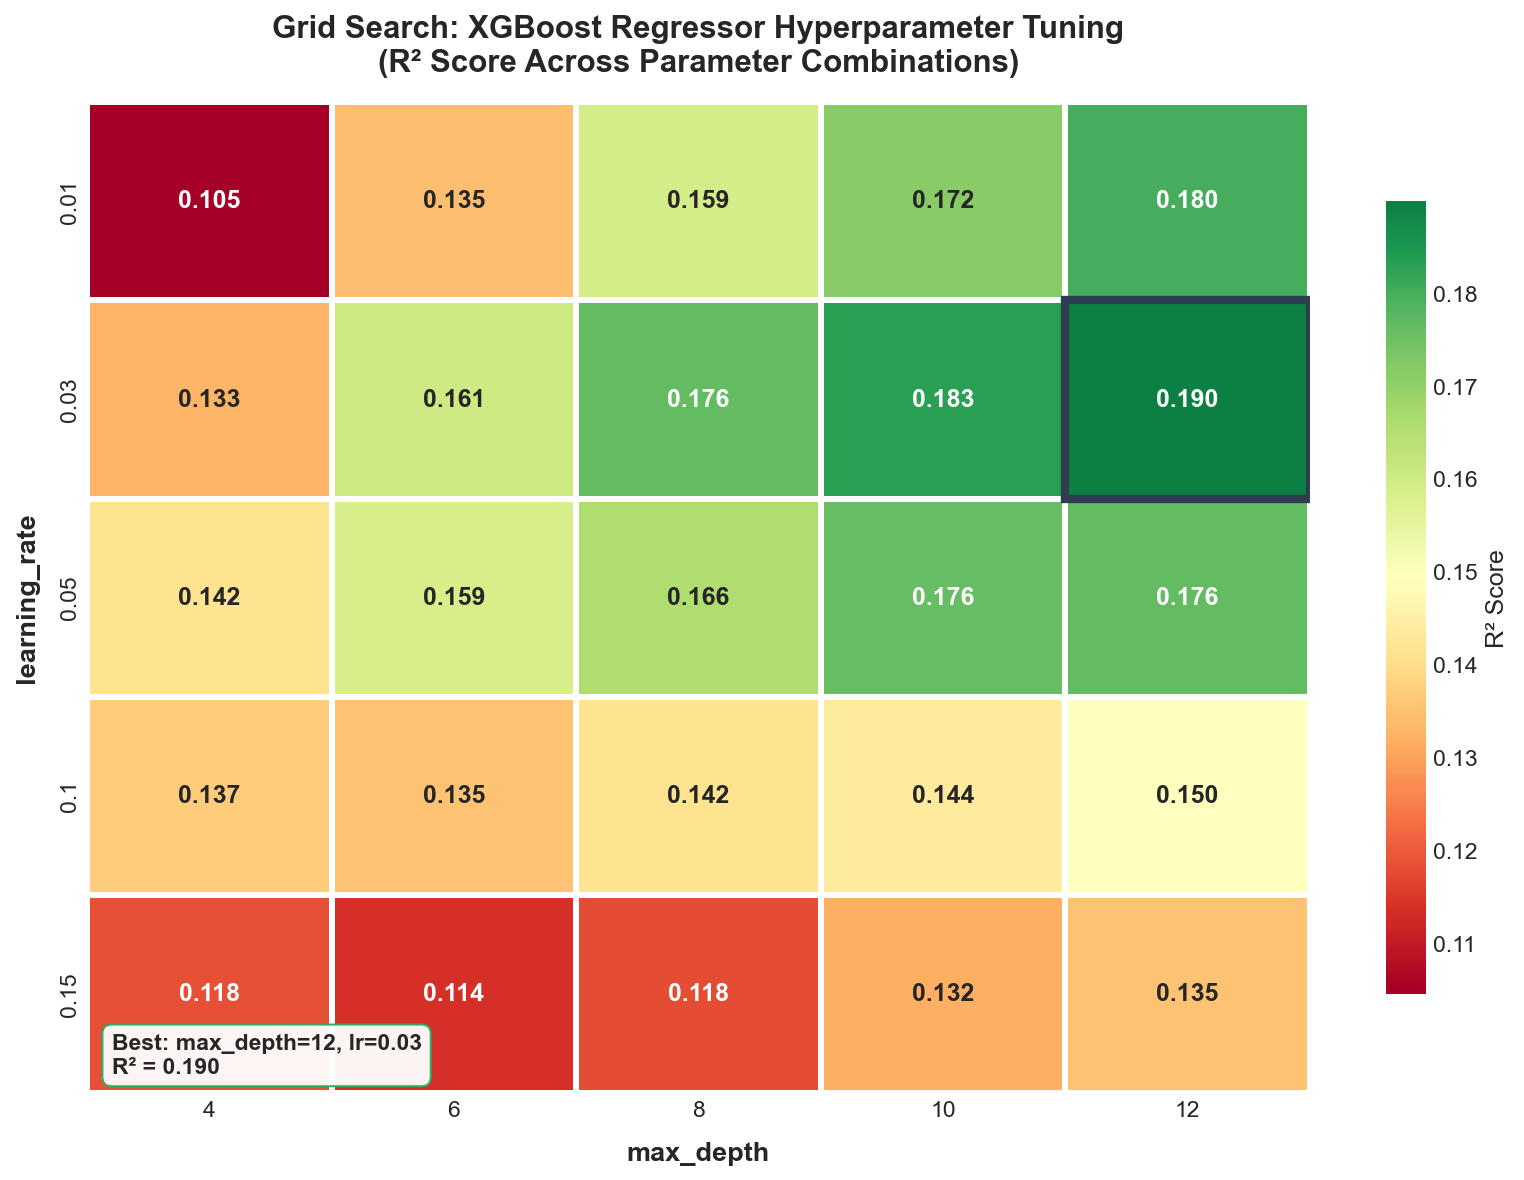 Grid Search: XGBoost Regressor Hyperparameter Tuning
(R² Score Across Parameter Combinations)
learning_rate
0.01
0.105 0.135 0.159 0.172 0.180
0.03
0.133 0.161 0.176 0.183 0.190
0.05
0.142 0.159 0.166 0.176 0.176
0.1
0.137 0.135 0.142 0.144 0.150
0.15
0.118 0.114 0.118 0.132 0.135
Best: max_depth=12, lr=0.03
R² = 0.190
4 6 8 10 12
max_depth
0.18
0.17
0.16
0.15
0.14
0.13
0.12
0.11
R² Score